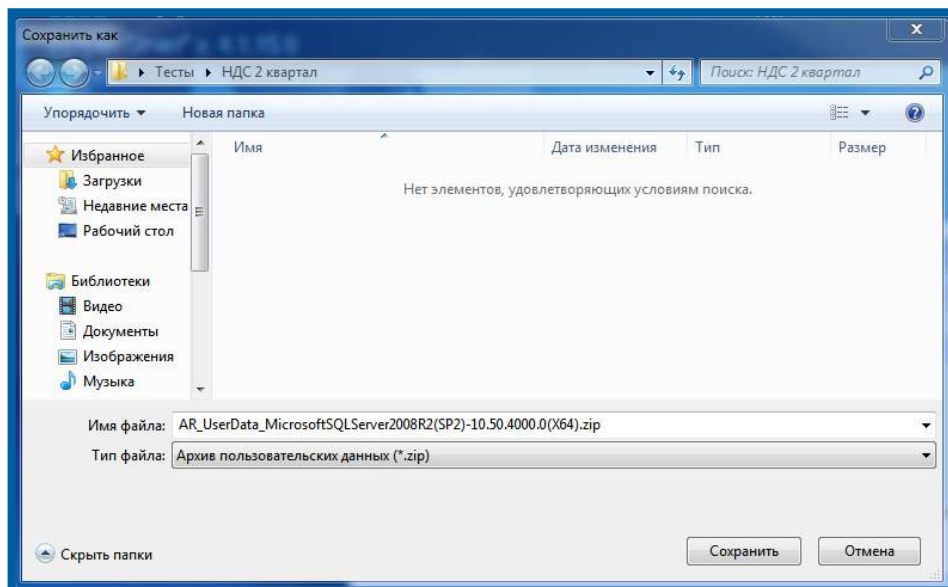 Сохранить как
Тесты НДС 2 квартал
Поиск: НДС 2 квартал
Упорядочить Новая папка
Имя Дата изменения Тип Размер
Нет элементов, удовлетворяющих условиям поиска.
Избранное
Загрузки
Недавние места
Рабочий стол
Библиотеки
Видео
Документы
Изображения
Музыка
Имя файла: AR_UserData_MicrosoftSQLServer2008R2(SP2)-10.50.4000.0(X64).zip
Тип файла: Архив пользовательских данных (*.zip)
Скрыть папки
Сохранить Отмена